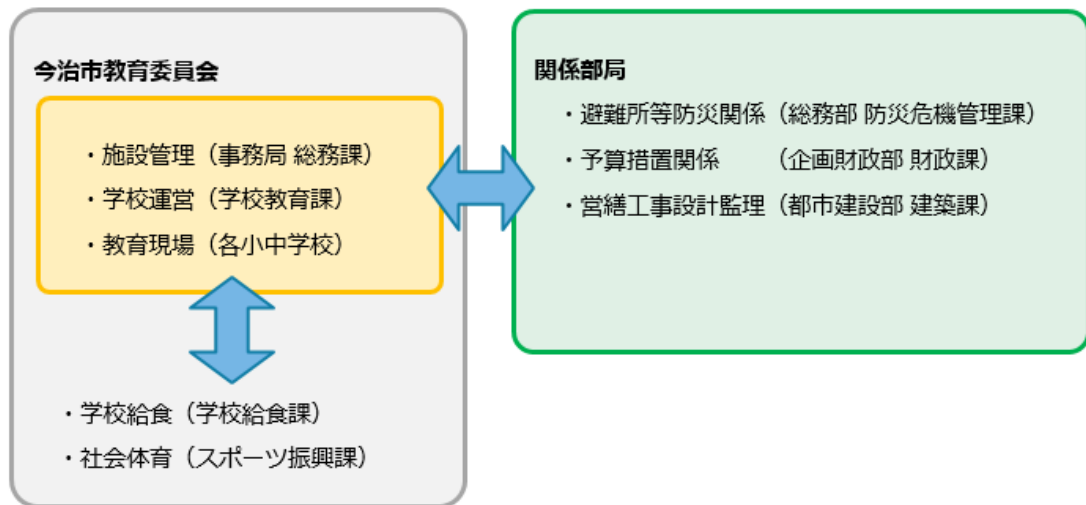 今治市教育委員会
・施設管理（事務局 総務課）
・学校運営（学校教育課）
・教育現場（各小中学校）
・学校給食（学校給食課）
・社会体育（スポーツ振興課）
関係部局
・避難所等防災関係（総務部 防災危機管理課）
・予算措置関係　　（企画財政部 財政課）
・営繕工事設計監理（都市建設部 建築課）